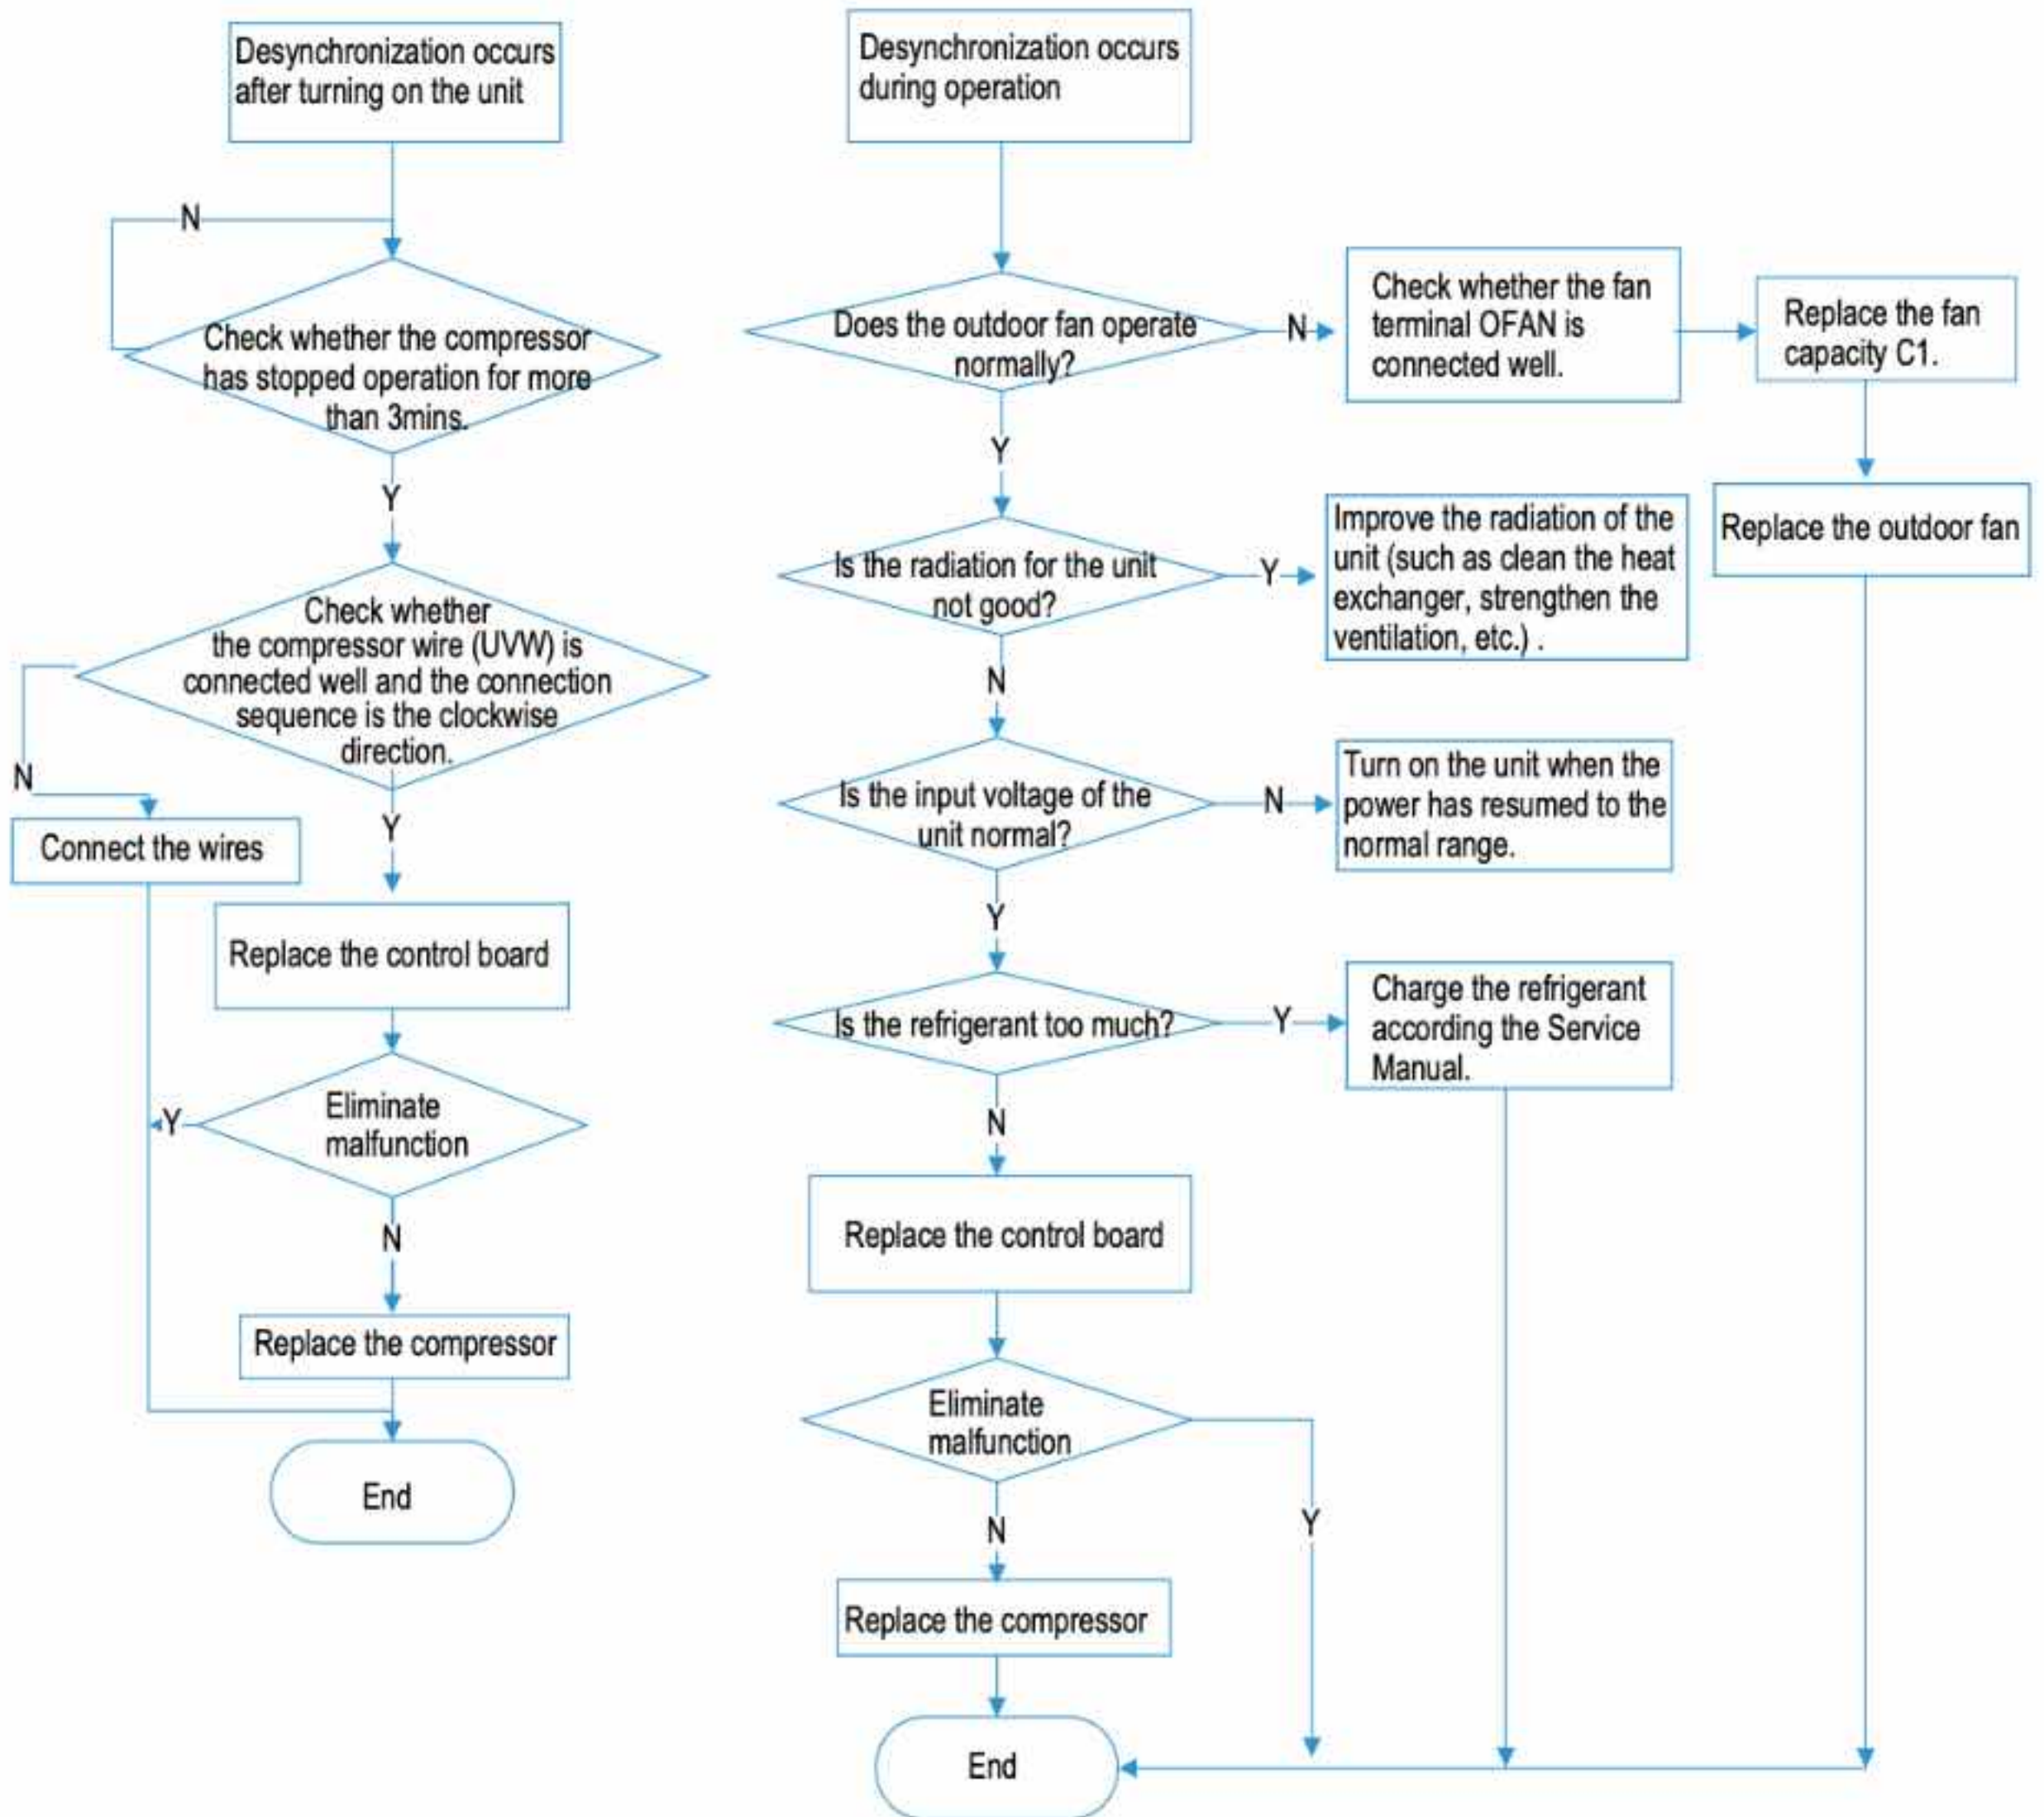 Desynchronization occurs
after turning on the unit
N
Check whether the compressor
has stopped operation for more
than 3mins.
Y
Check whether
the compressor wire (UVW) is
connected well and the connection
sequence is the clockwise
direction.
N
Connect the wires
Y
Replace the control board
Eliminate
malfunction
Y
N
Replace the compressor
End
Desynchronization occurs
during operation
Does the outdoor fan operate
normally?
N
Check whether the fan
terminal OFAN is
connected well.
Replace the fan
capacity C1.
Replace the outdoor fan
Y
Is the radiation for the unit
not good?
Y
Improve the radiation of the
unit (such as clean the heat
exchanger, strengthen the
ventilation, etc.) .
N
Is the input voltage of the
unit normal?
N
Turn on the unit when the
power has resumed to the
normal range.
Y
Is the refrigerant too much?
Y
Charge the refrigerant
according the Service
Manual.
N
Replace the control board
Eliminate
malfunction
Y
N
Replace the compressor
End